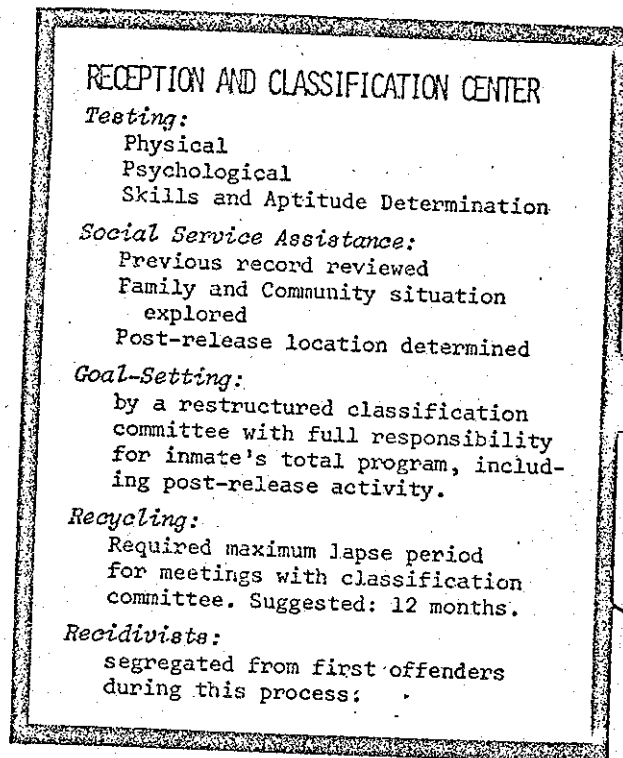 RECEPTION AND CLASSIFICATION CENTER
Testing:
Physical
Psychological
Skills and Aptitude Determination
Social Service Assistance:
Previous record reviewed
Family and Community situation
explored
Post-release location determined
Goal-Setting:
by a restructured classification
committee with full responsibility
for inmate's total program, includ-
ing post-release activity.
Recycling:
Required maximum lapse period
for meetings with classification
committee. Suggested: 12 months.
Recidivists:
segregated from first offenders
during this process: